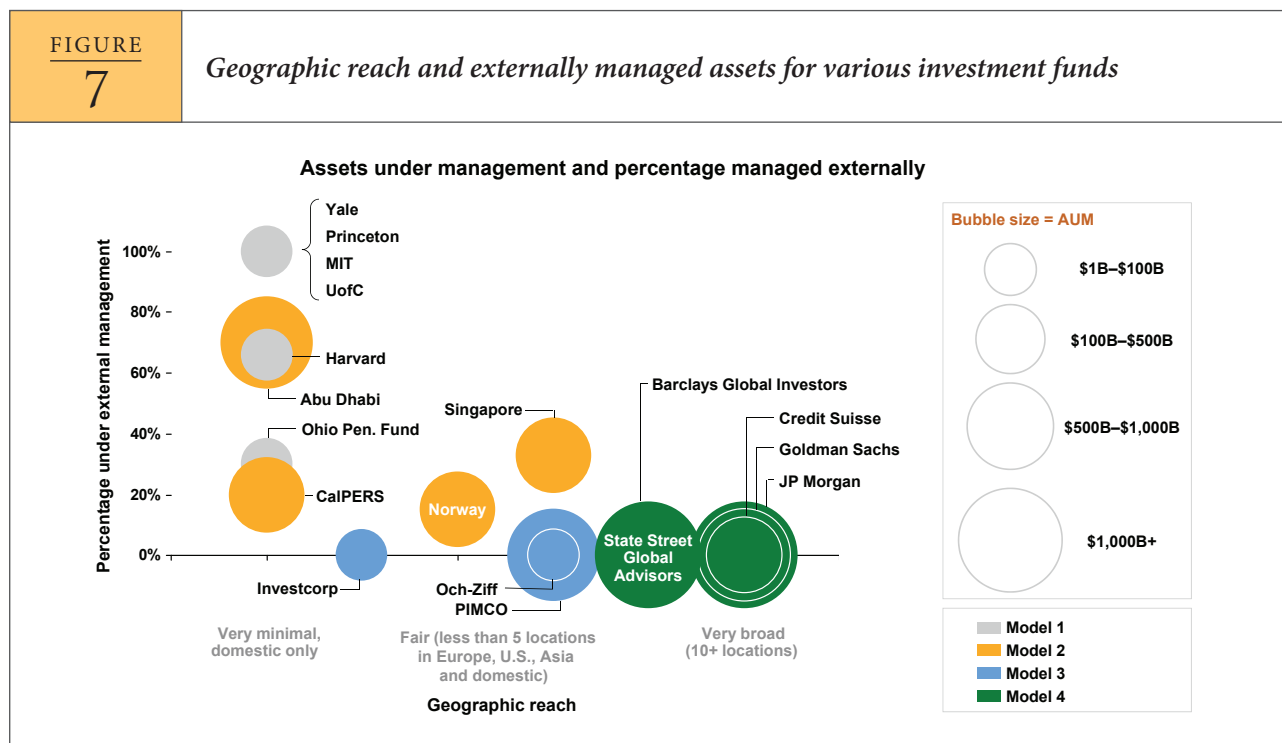 FIGURE
7
Geographic reach and externally managed assets for various investment funds
Assets under management and percentage managed externally
Percentage under external management
100%
80%
60%
40%
20%
0%
Yale
Princeton
MIT
UofC
Harvard
Abu Dhabi
Ohio Pen. Fund
CalPERS
Investcorp
Norway
Singapore
Och-Ziff
PIMCO
Barclays Global Investors
State Street
Global
Advisors
Credit Suisse
Goldman Sachs
JP Morgan
Very minimal,
domestic only
Fair (less than 5 locations
in Europe, U.S., Asia
and domestic)
Very broad
(10+ locations)
Geographic reach
Bubble size = AUM
$1B–$100B
$100B–$500B
$500B–$1,000B
$1,000B+
Model 1
Model 2
Model 3
Model 4